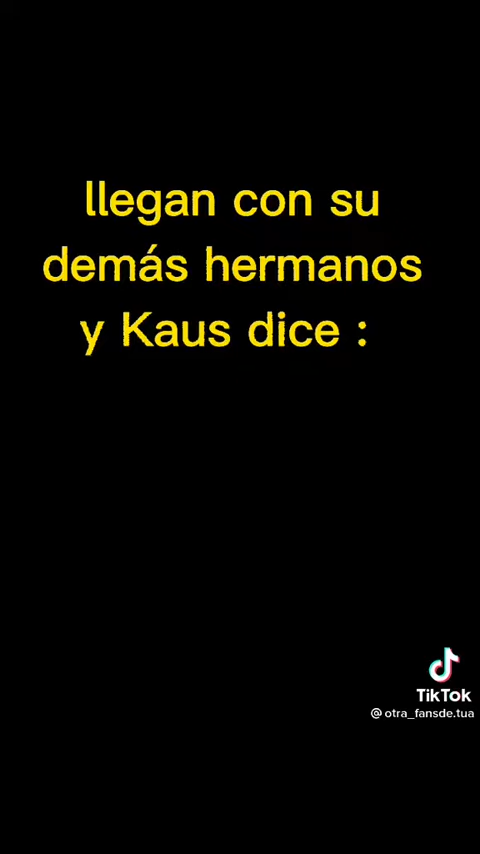 llegan con su
demás hermanos
y Kaus dice :
TikTok
@otra_fansde.tua